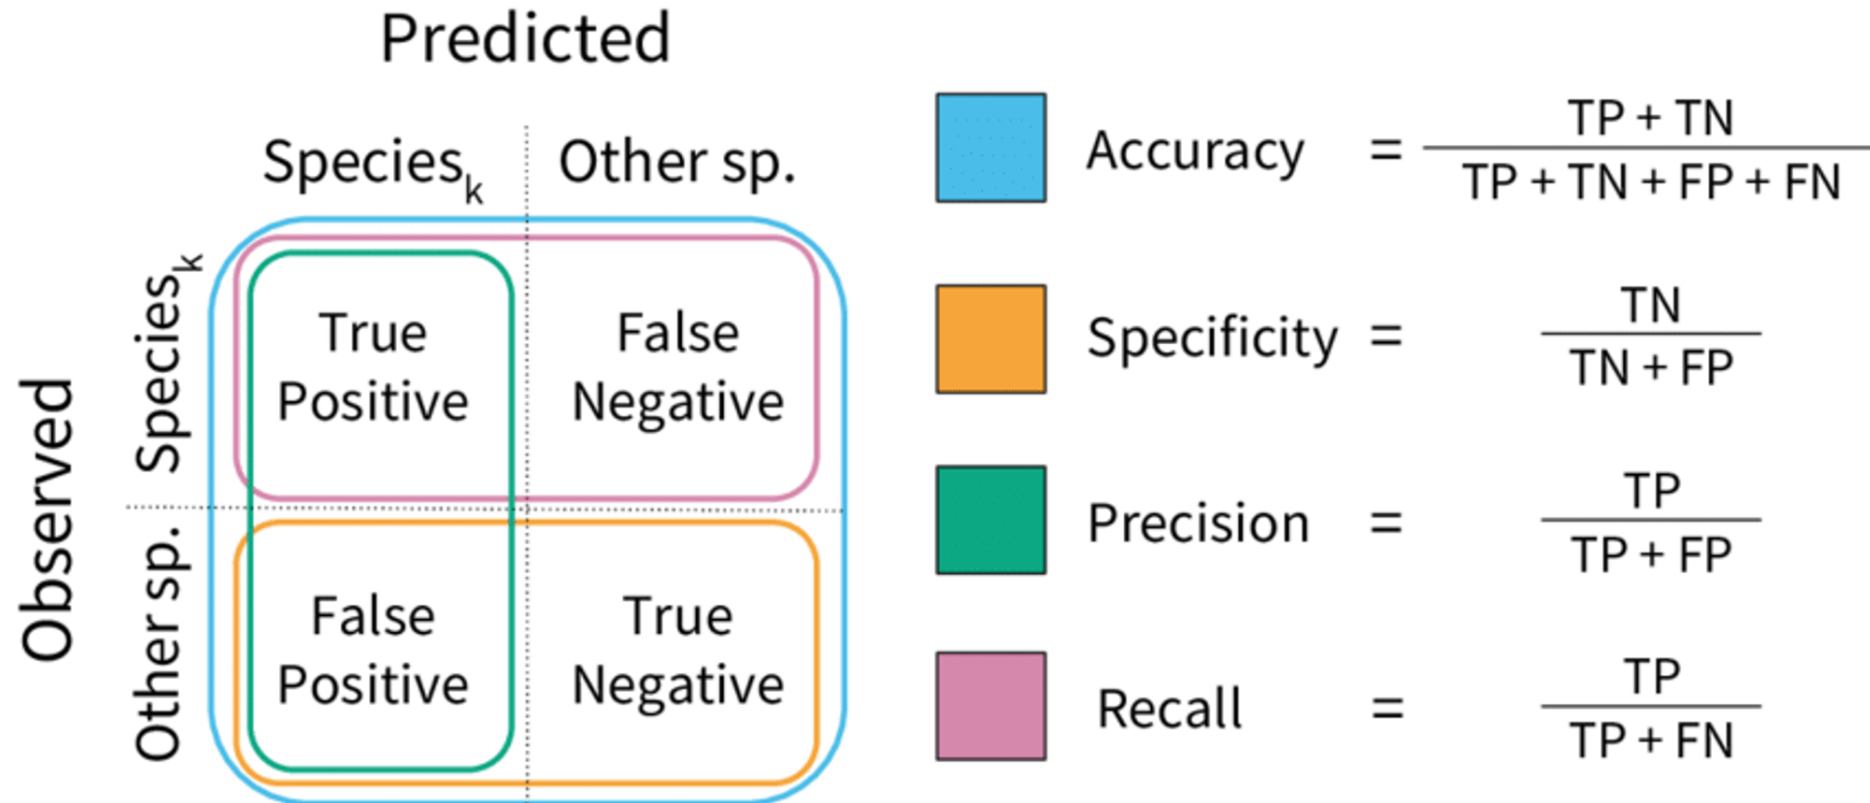 Predicted
Species_k Other sp.
Observed
Species_k
True
Positive
False
Negative
Other sp.
False
Positive
True
Negative
Accuracy = TP + TN
TP + TN + FP + FN
Specificity = TN
TN + FP
Precision = TP
TP + FP
Recall = TP
TP + FN